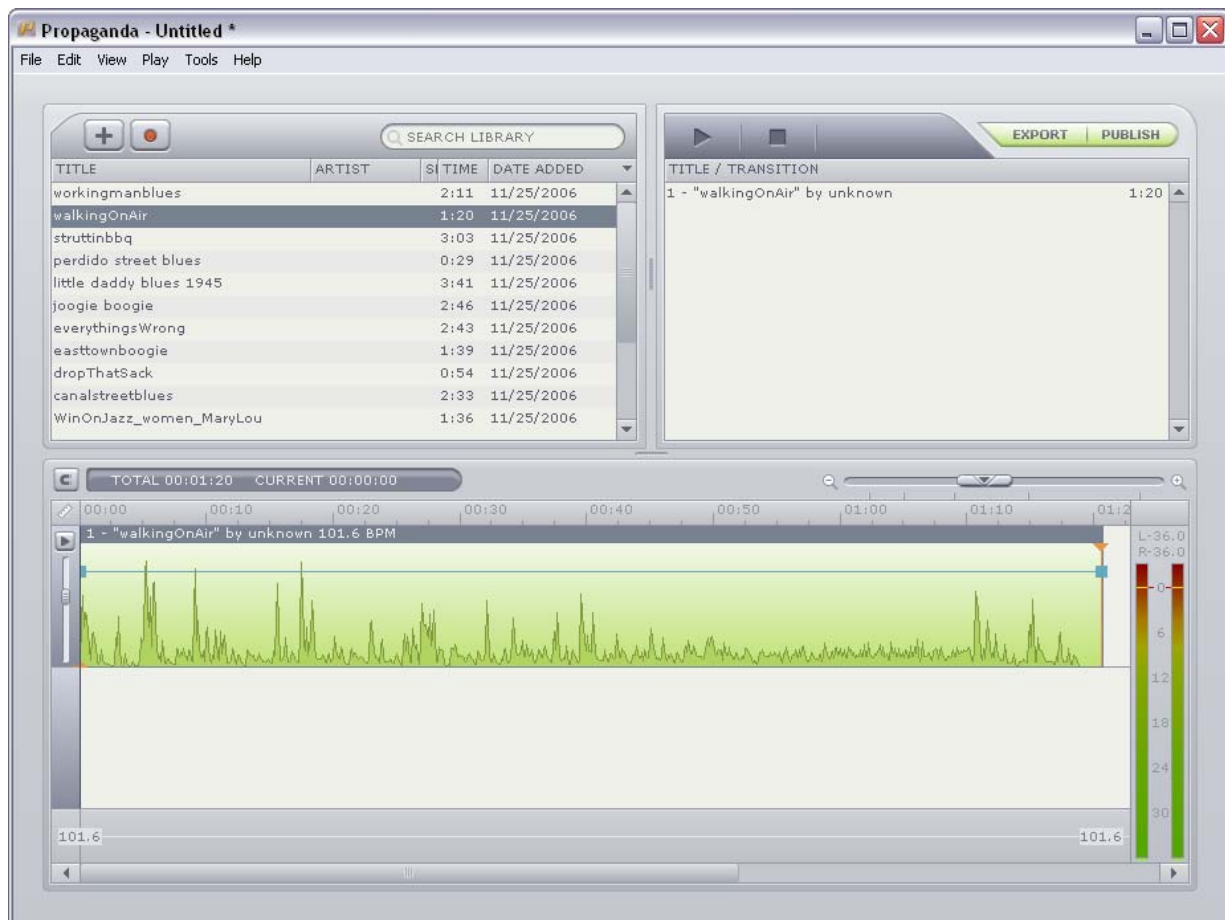 Propaganda - Untitled *
File Edit View Play Tools Help
SEARCH LIBRARY
TITLE ARTIST TIME DATE ADDED
workingmanblues 2:11 11/25/2006
walkingOnAir 1:20 11/25/2006
struttinbbq 3:03 11/25/2006
perdido street blues 0:29 11/25/2006
little daddy blues 1945 3:41 11/25/2006
joogie boogie 2:46 11/25/2006
everythingsWrong 2:43 11/25/2006
easttownboogie 1:39 11/25/2006
dropThatSack 0:54 11/25/2006
canalstreetblues 2:33 11/25/2006
WinOnJazz_women_MaryLou 1:36 11/25/2006
EXPORT PUBLISH
TITLE / TRANSITION
1 - "walkingOnAir" by unknown 1:20
TOTAL 00:01:20 CURRENT 00:00:00
00:00 00:10 00:20 00:30 00:40 00:50 01:00 01:10 01:2
1 - "walkingOnAir" by unknown 101.6 BPM
L-36.0
R-36.0
0
6
12
18
24
30
101.6 101.6